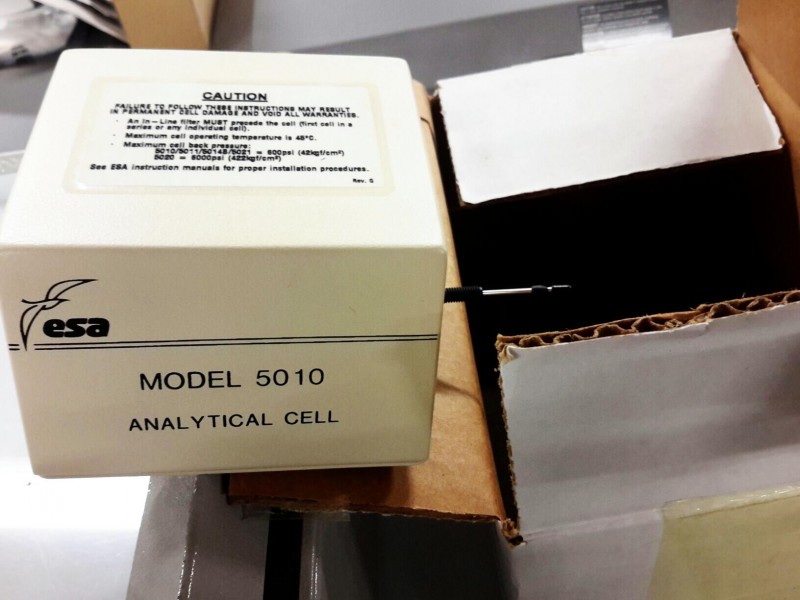 CAUTION
FAILURE TO FOLLOW THESE INSTRUCTIONS MAY RESULT
IN PERMANENT CELL DAMAGE AND VOID ALL WARRANTIES.
· An In-Line filter MUST precede the cell (first cell in a
series or any individual cell).
· Maximum cell operating temperature is 45°C.
· Maximum cell back pressure:
5010/5011/5014B/5021 = 600psi (42kgf/cm²)
5020 = 6000psi (422kgf/cm²)
See ESA instruction manuals for proper installation procedures.
Rev. G
esa
MODEL 5010
ANALYTICAL CELL